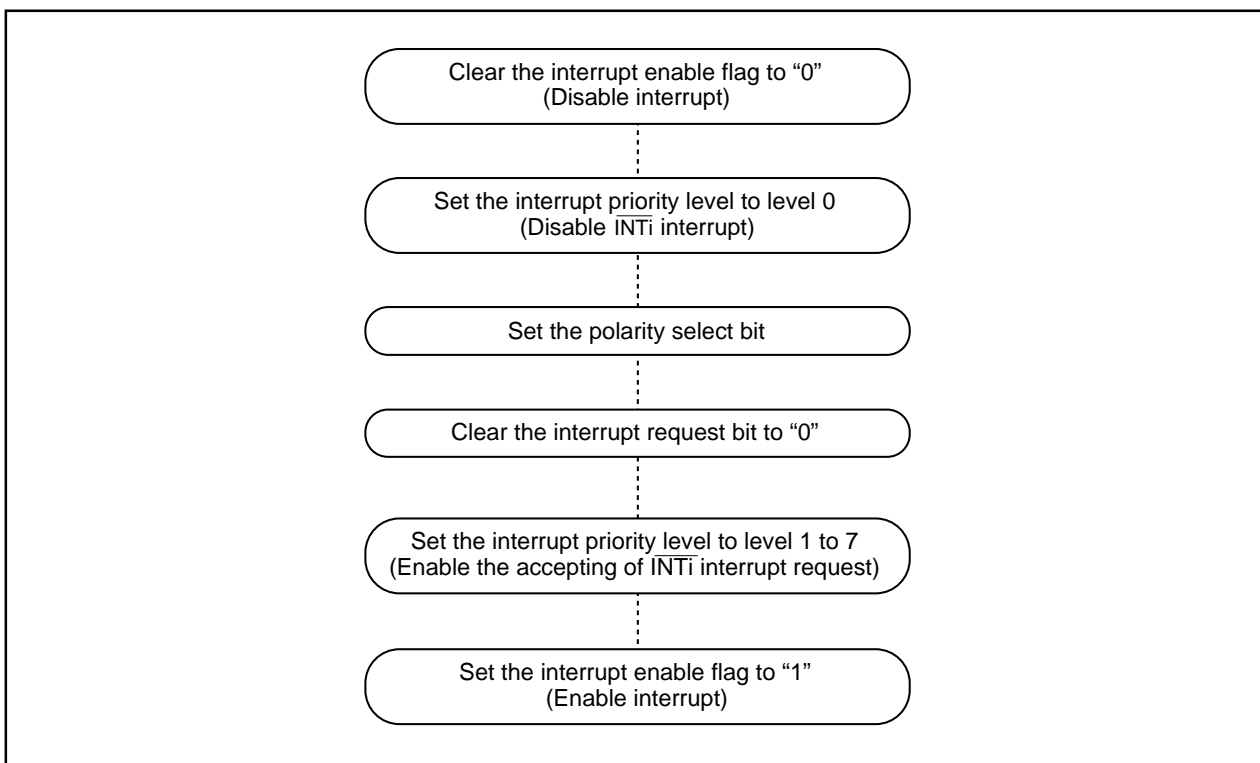 Clear the interrupt enable flag to “0”
(Disable interrupt)
Set the interrupt priority level to level 0
(Disable INTi interrupt)
Set the polarity select bit
Clear the interrupt request bit to “0”
Set the interrupt priority level to level 1 to 7
(Enable the accepting of INTi interrupt request)
Set the interrupt enable flag to “1”
(Enable interrupt)